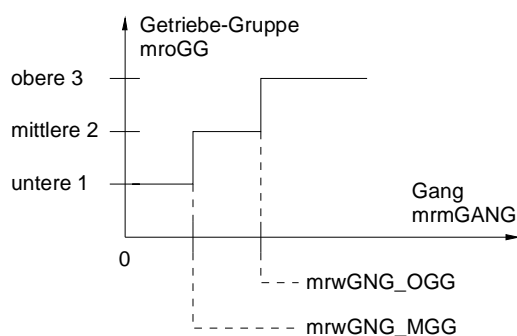 Getriebe-Gruppe
mroGG
obere 3
mittlere 2
untere 1
Gang
mrmGANG
0
mrwGNG_OGG
mrwGNG_MGG